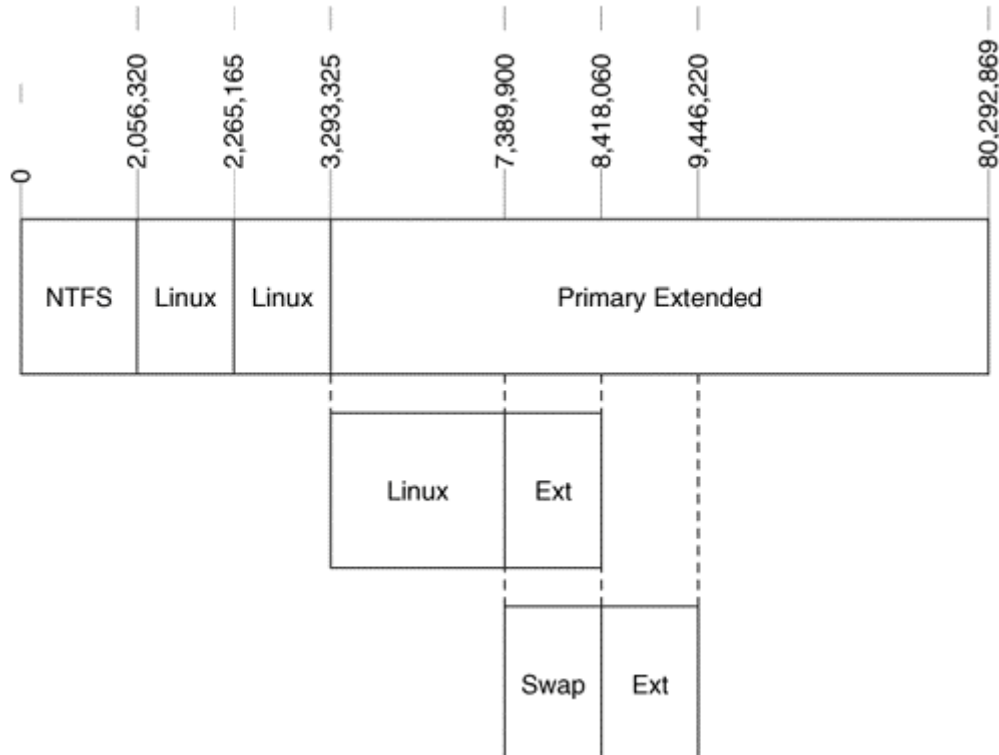 0
2,056,320
2,265,165
3,293,325
7,389,900
8,418,060
9,446,220
80,292,869
NTFS
Linux
Linux
Primary Extended
Linux
Ext
Swap
Ext